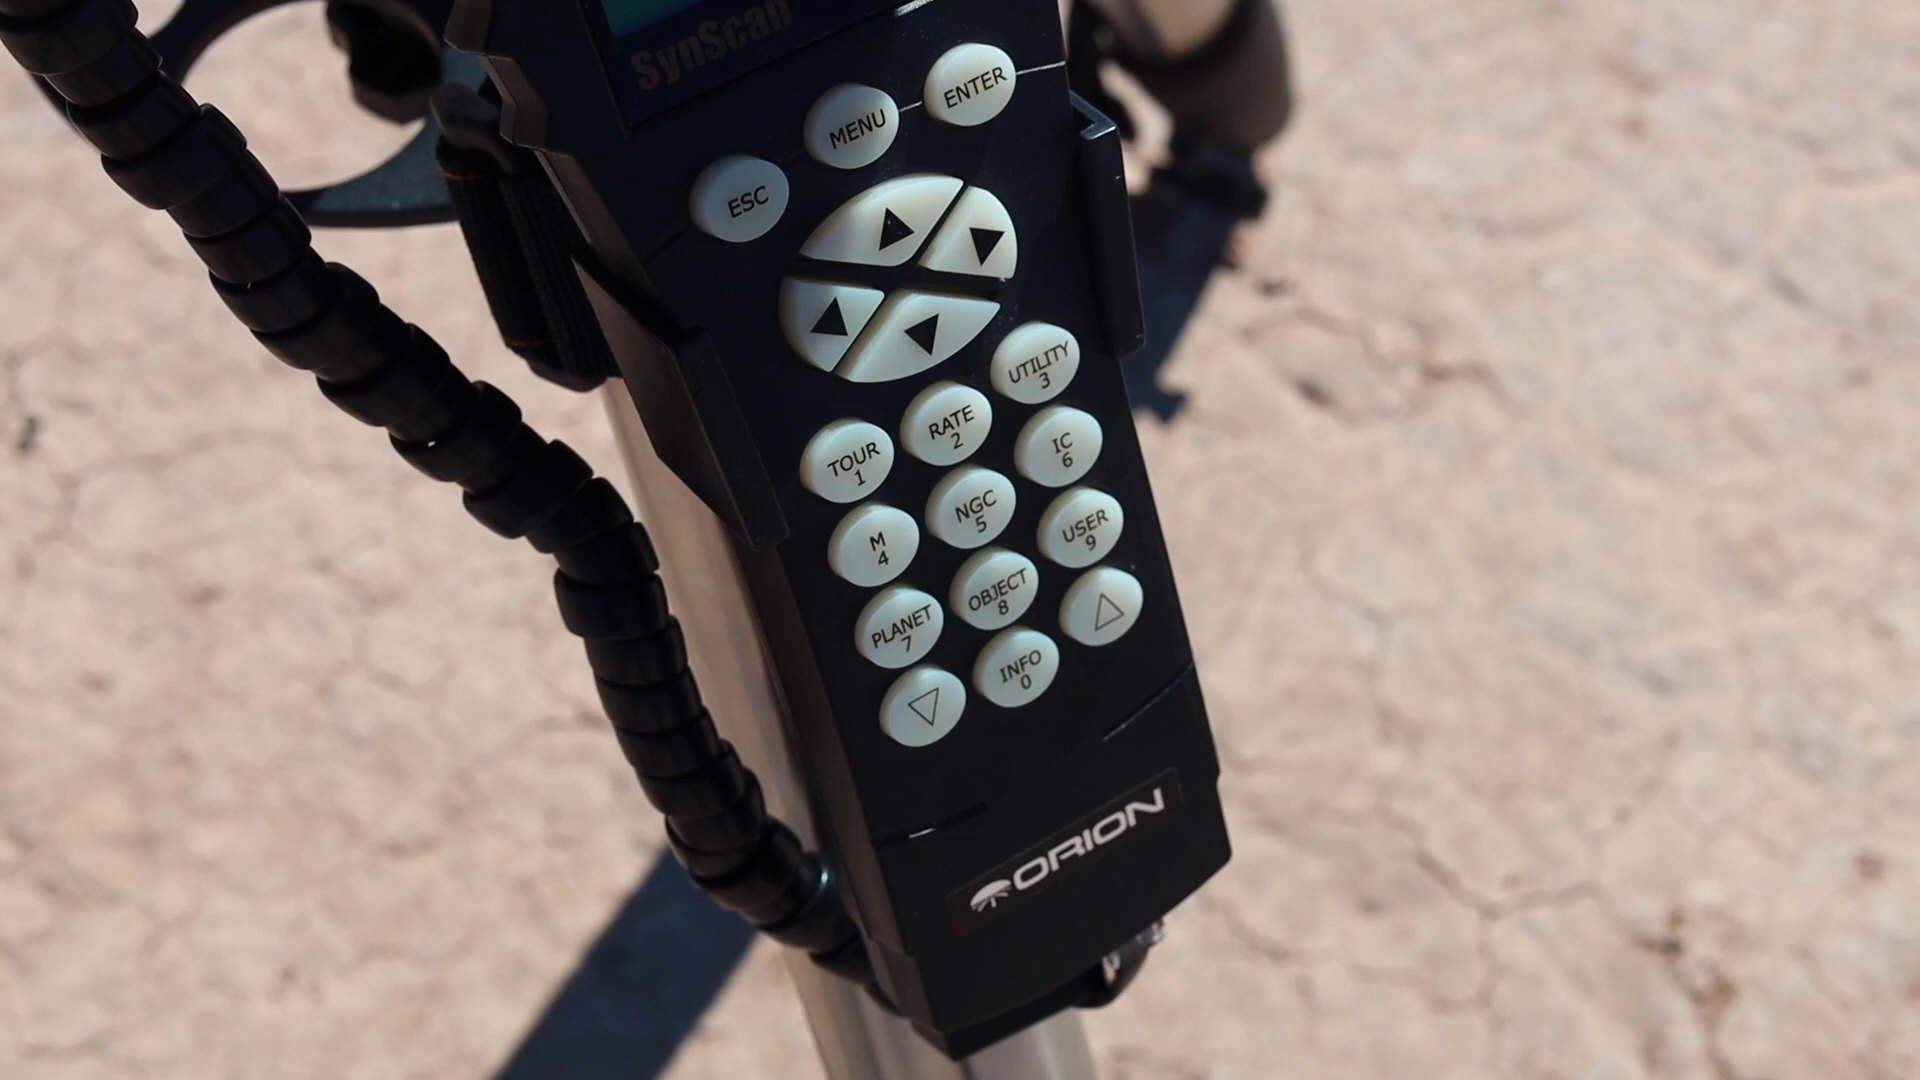 SynScan
ESC
MENU
ENTER
TOUR
1
RATE
2
UTILITY
3
M
4
NGC
5
IC
6
PLANET
7
OBJECT
8
USER
9
INFO
0
ORION